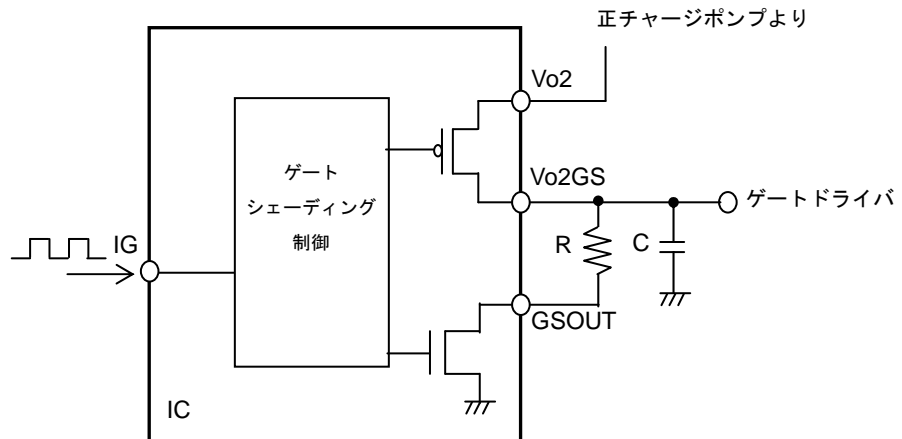 正チャージポンプより
Vo2
Vo2GS
ゲートドライバ
ゲート
シェーディング
制御
IG
R
C
GSOUT
IC